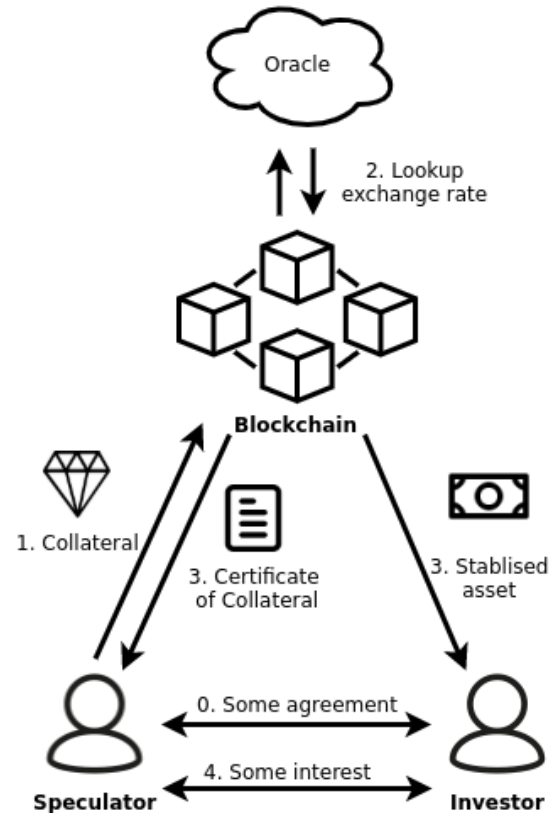 Oracle
2. Lookup
exchange rate
Blockchain
1. Collateral
3. Certificate
of Collateral
3. Stablised
asset
0. Some agreement
4. Some interest
Speculator
Investor